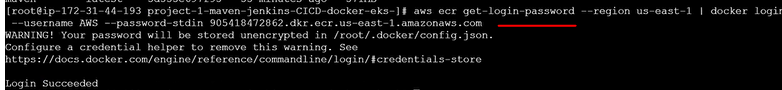 [root@ip-172-31-44-193 project-1-maven-jenkins-CICD-docker-eks-]# aws ecr get-login-password --region us-east-1 | docker login
--username AWS --password-stdin 905418472862.dkr.ecr.us-east-1.amazonaws.com
WARNING! Your password will be stored unencrypted in /root/.docker/config.json.
Configure a credential helper to remove this warning. See
https://docs.docker.com/engine/reference/commandline/login/#credentials-store
Login Succeeded